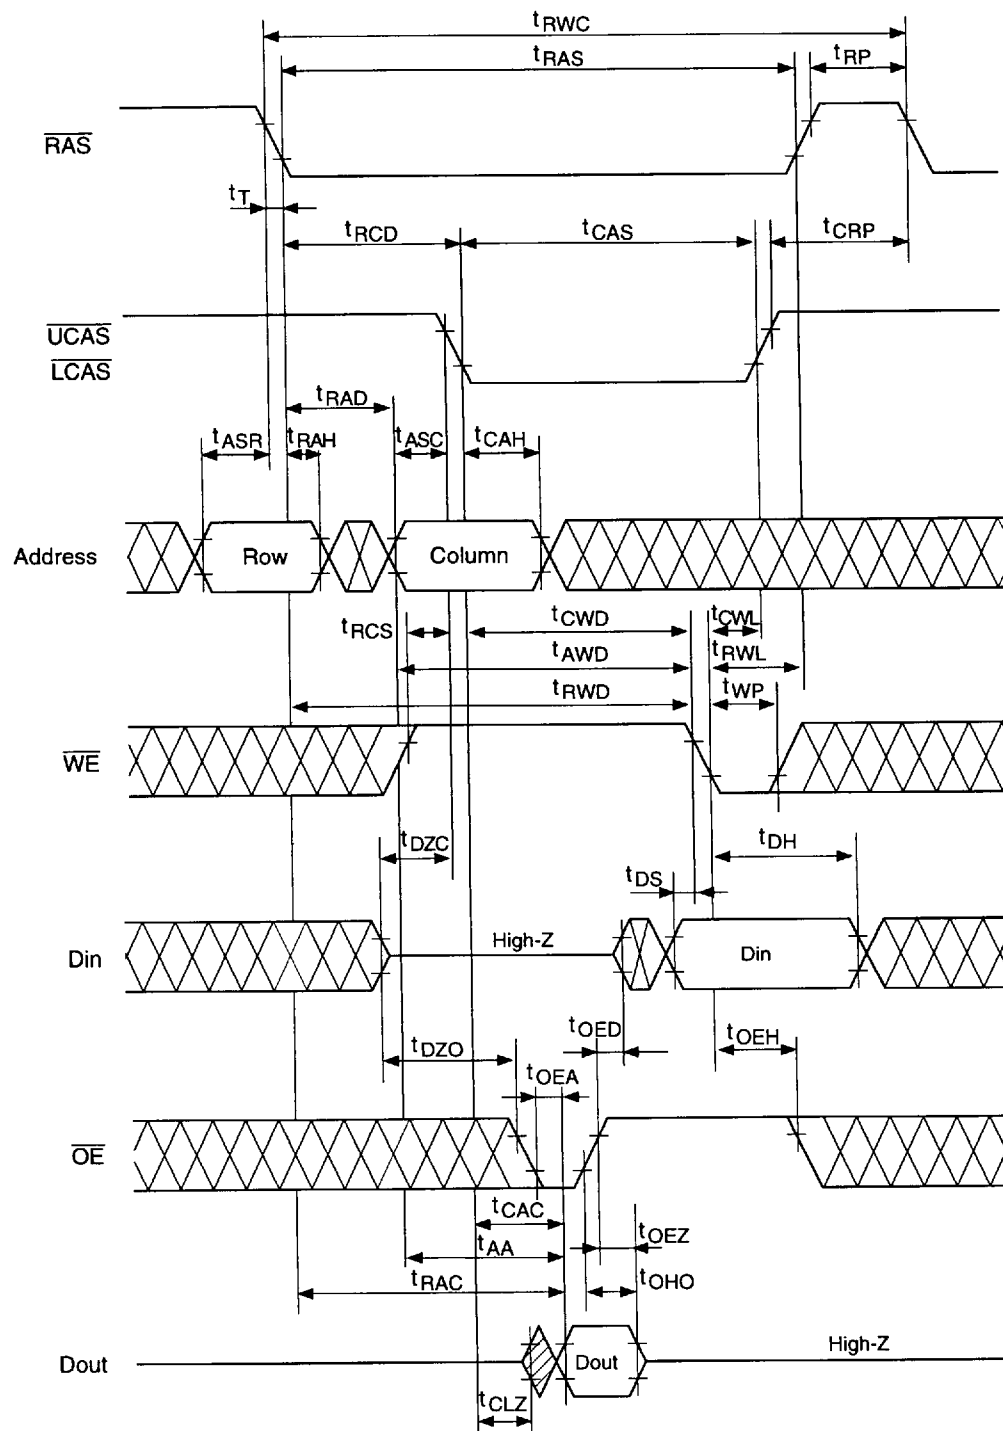 tRWC
tRAS
tRP
RAS
tT
tRCD
tCAS
tCRP
UCAS
LCAS
tRAD
tASR
tRAH
tASC
tCAH
Address
Row
Column
tRCS
tCWD
tCWL
tAWD
tRWL
tRWD
tWP
WE
tDZC
tDH
tDS
Din
High-Z
Din
tOED
tDZO
tOEH
tOEA
OE
tCAC
tAA
tOEZ
tRAC
tOHO
Dout
Dout
High-Z
tCLZ